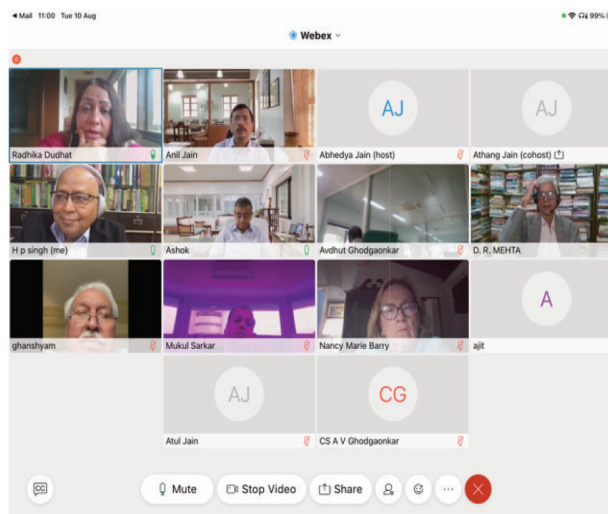 Mail 11:00 Tue 10 Aug 99%
Webex
AJ AJ
Radhika Dudhat Anil Jain Abhedya Jain (host) Athang Jain (cohost)
H p singh (me) Ashok Avdhut Ghodgaonkar D. R. MEHTA
A
ghanshyam Mukul Sarkar Nancy Marie Barry ajit
AJ CG
Atul Jain CS A V Ghodgaonkar
CC Mute Stop Video Share